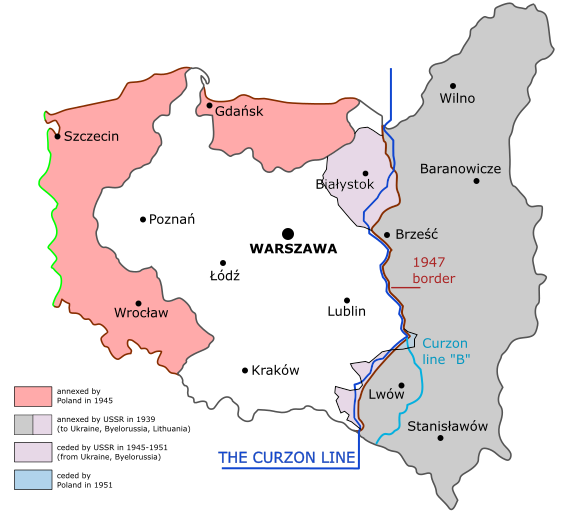 Wilno
Gdańsk
Szczecin
Baranowicze
Białystok
Poznań
Brześć
WARSZAWA
1947
border
Łódź
Wrocław
Lublin
Curzon
line "B"
Kraków
Lwów
Stanisławów
THE CURZON LINE
annexed by
Poland in 1945
annexed by USSR in 1939
(to Ukraine, Byelorussia, Lithuania)
ceded by USSR in 1945-1951
(from Ukraine, Byelorussia)
ceded by
Poland in 1951